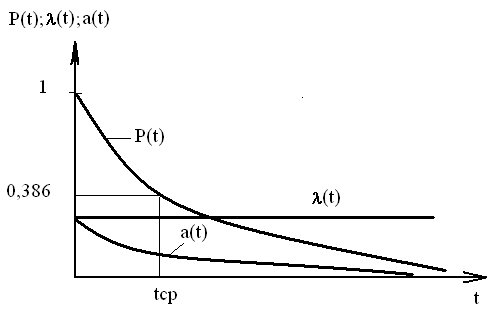 P(t); λ(t); a(t)
1
P(t)
0,386
λ(t)
a(t)
tcp
t